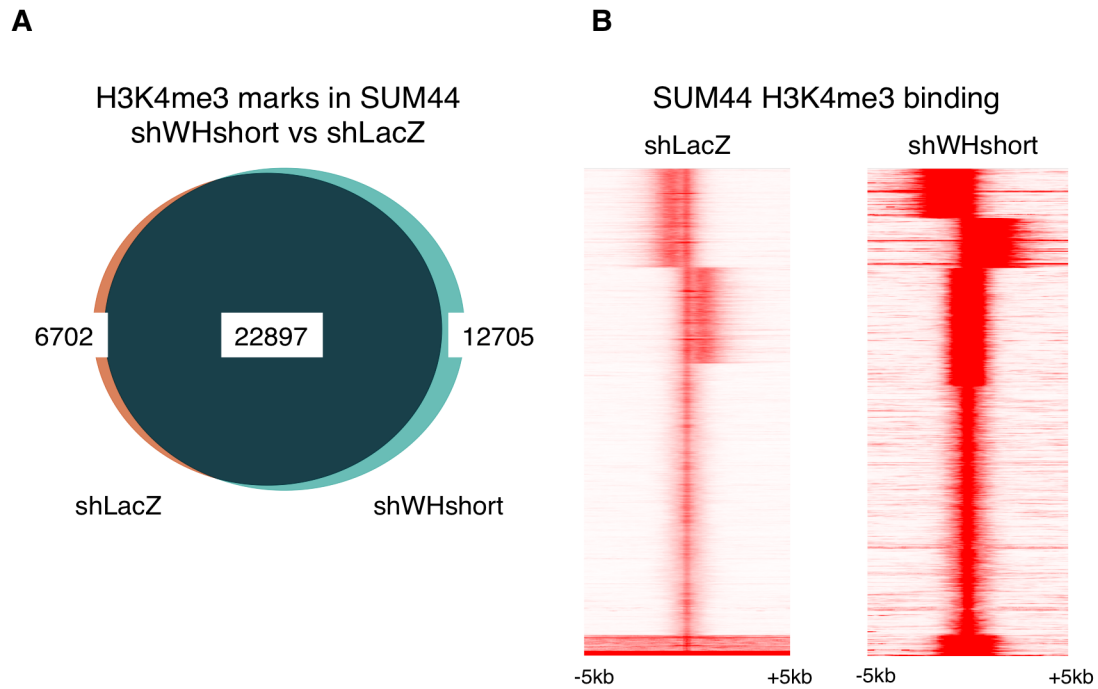 A
H3K4me3 marks in SUM44
shWHshort vs shLacZ
6702
22897
12705
shLacZ
shWHshort
B
SUM44 H3K4me3 binding
shLacZ
shWHshort
-5kb
+5kb
-5kb
+5kb